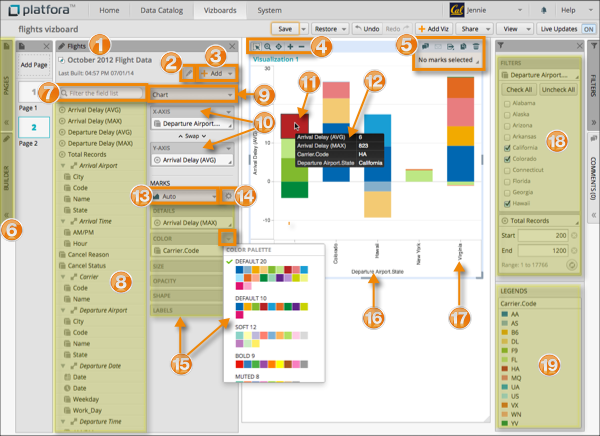 platfora
Home
Data Catalog
Vizboards
System
Cal
Jennie
Help
flights vizboard
Save
Restore
Undo
Redo
Add Viz
Share
View
Live Updates
ON
PAGES
BUILDER
Add Page
1
Page 1
2
Page 2
Flights
October 2012 Flight Data
Last Built: 04:57 PM 07/01/14
Add
Filter the field list
Arrival Delay (AVG)
Arrival Delay (MAX)
Departure Delay (AVG)
Departure Delay (MAX)
Total Records
Arrival Airport
City
Code
Name
State
Arrival Time
AM/PM
Hour
Cancel Reason
Cancel Status
Carrier
Code
Name
Departure Airport
City
Code
Name
State
Departure Date
Date
Date
Weekday
Work_Day
Departure Time
Chart
X-AXIS
Departure Airport....
Swap
Y-AXIS
Arrival Delay (AVG)
MARKS
Auto
DETAILS
Arrival Delay (MAX)
COLOR
Carrier.Code
SIZE
OPACITY
SHAPE
LABELS
COLOR PALETTE
DEFAULT 20
DEFAULT 10
SOFT 12
BOLD 9
MUTED 8
Visualization 1
No marks selected
Arrival Delay (AVG)
30
20
10
0
-10
Arrival Delay (AVG) 6
Arrival Delay (MAX) 823
Carrier.Code HA
Departure Airport.State California
Colorado
Hawaii
New York
Virginia
Departure Airport.State
FILTERS
Departure Airport....
Check All
Uncheck All
Alabama
Alaska
Arizona
Arkansas
California
Colorado
Connecticut
Florida
Georgia
Hawaii
Total Records
Start 200
End 1200
Range: 1 to 17766
LEGENDS
Carrier.Code
AA
AS
B6
DL
F9
FL
HA
MQ
UA
US
VX
WN
YV
FILTERS
COMMENTS(0)
1
2
3
4
5
6
7
8
9
10
11
12
13
14
15
16
17
18
19